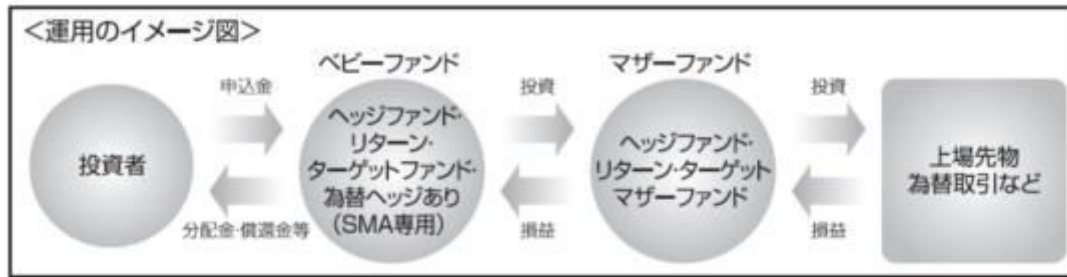 <運用のイメージ図>
ベビーファンド
マザーファンド
申込金
投資
投資
投資者
ヘッジファンド・
リターン・
ターゲットファンド・
為替ヘッジあり
(SMA専用)
ヘッジファンド・
リターン・ターゲット
マザーファンド
上場先物
為替取引など
分配金・償還金等
損益
損益